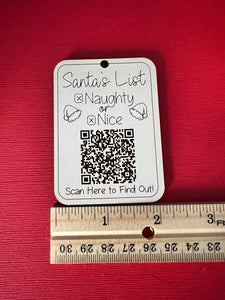 Santa's List
☒ Naughty
or
☒ Nice
Scan Here to Find Out!
1 2 3
30 29 28 27 26 25 24 23